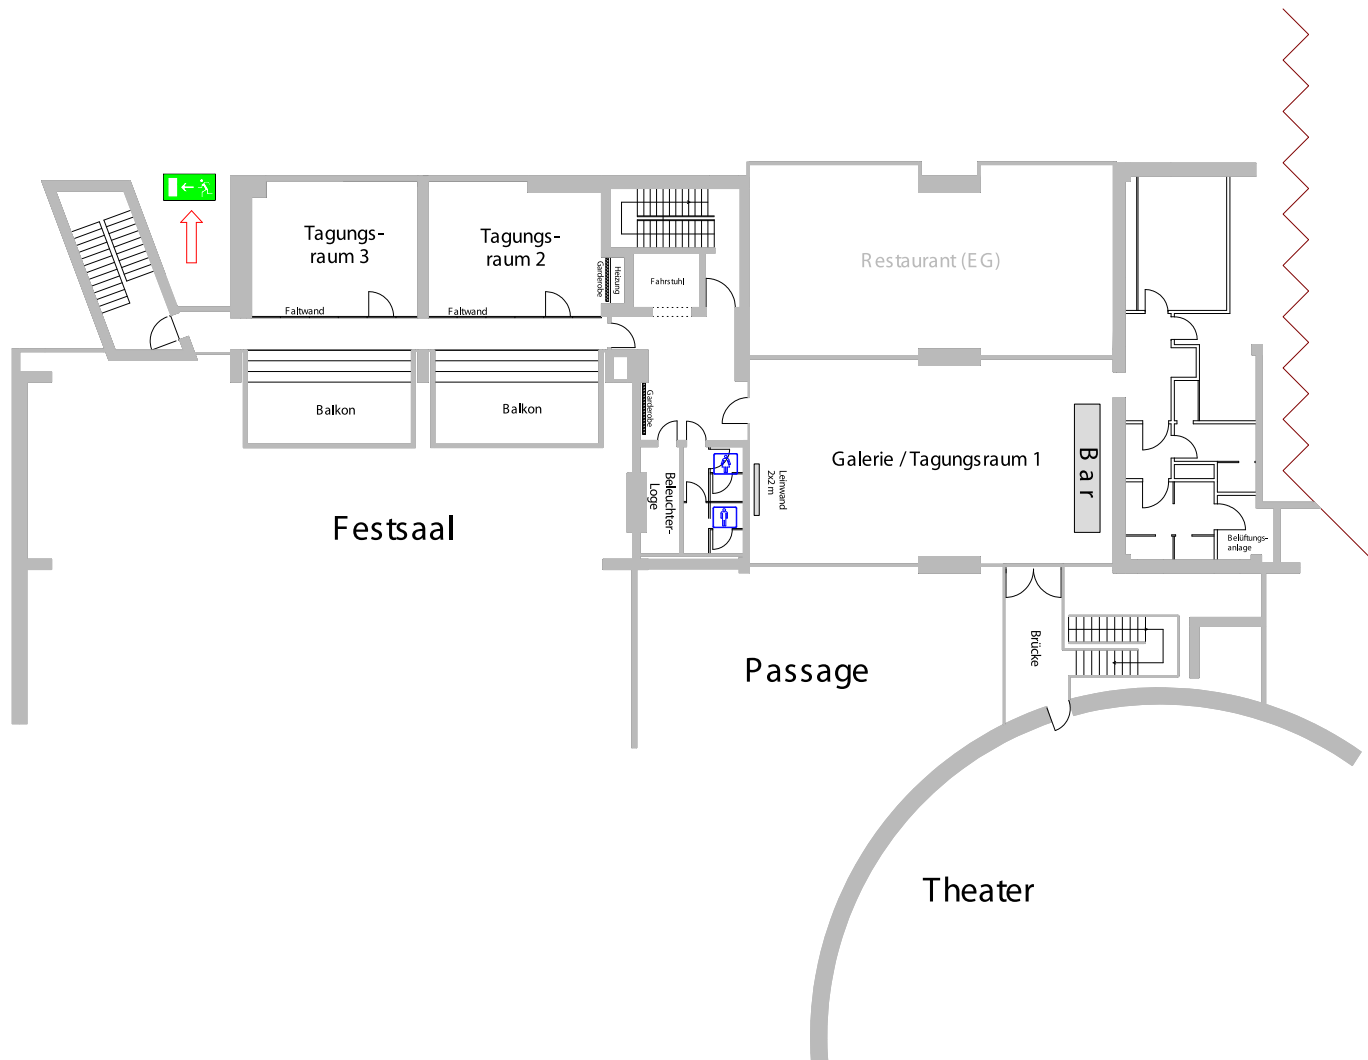 Tagungs-
raum 3
Tagungs-
raum 2
Garderobe
Heizung
Fahrstuhl
Restaurant (EG)
Faltwand
Faltwand
Balkon
Balkon
Garderobe
Galerie / Tagungsraum 1
Bar
Leinwand
2x2 m
Beleuchter-
Loge
Festsaal
Belüftungs-
anlage
Brücke
Passage
Theater